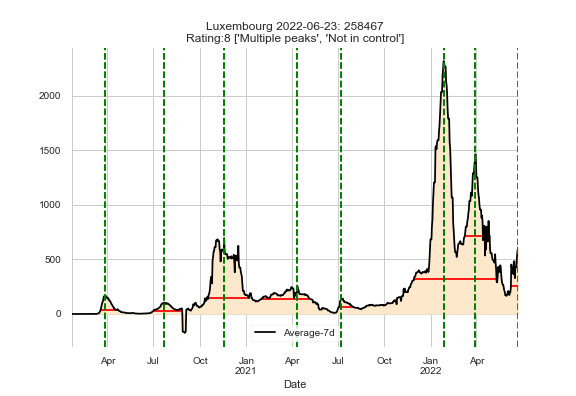 Luxembourg 2022-06-23: 258467
Rating:8 ['Multiple peaks', 'Not in control']
2000
1500
1000
500
0
Average-7d
Apr Jul Oct Jan Apr Jul Oct Jan Apr
2021 2022
Date